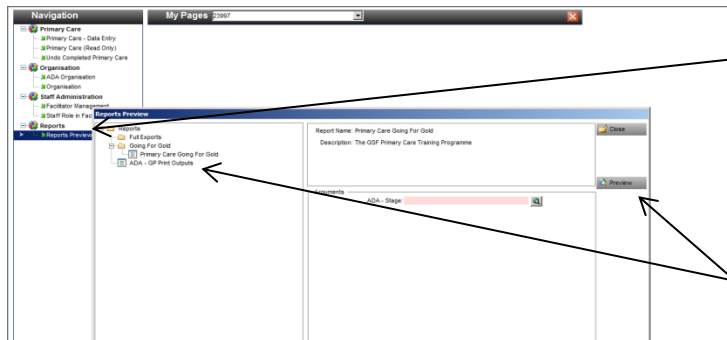 Navigation
My Pages 23997
Primary Care
Primary Care - Data Entry
Primary Care (Read Only)
Undo Completed Primary Care
Organisation
ADA Organisation
Organisation
Staff Administration
Facilitator Management
Staff Role in Fac
Reports
Reports Preview
Reports Preview
Reports
Full Exports
Going For Gold
Primary Care Going For Gold
ADA - GP Print Outputs
Report Name: Primary Care Going For Gold
Description: The GSF Primary Care Training Programme
Close
Preview
Arguments
ADA - Stage: